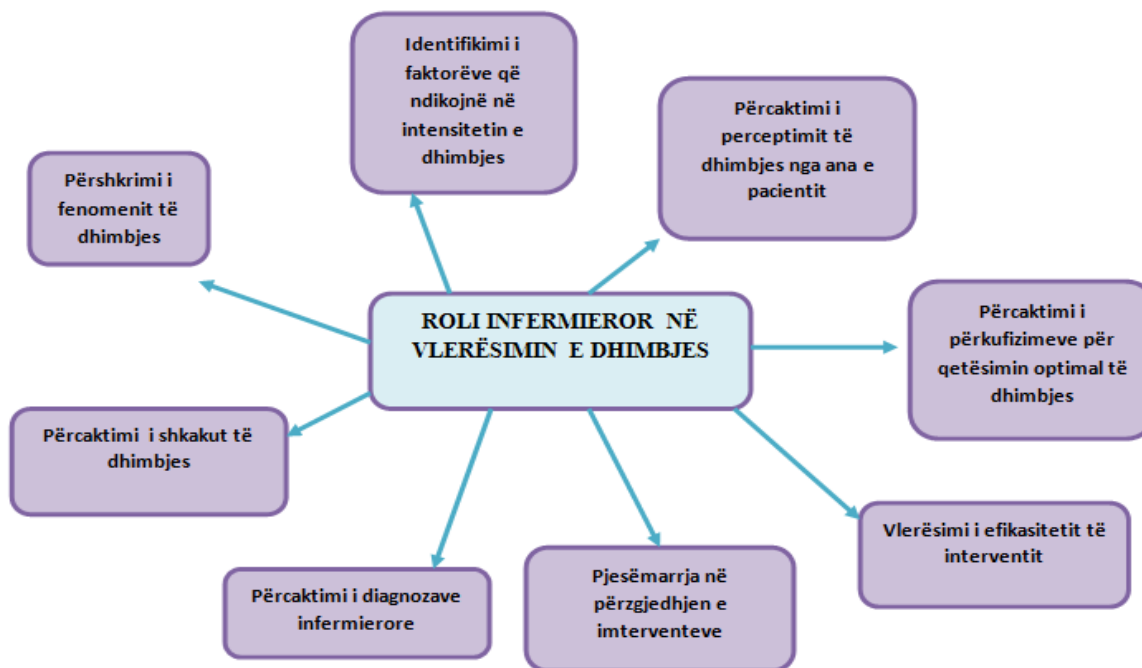 Identifikimi i
faktorëve që
ndikojnë në
intensitetin e
dhimbjes
Përcaktimi i
perceptimit të
dhimbjes nga ana e
pacientit
Përshkrimi i
fenomenit të
dhimbjes
ROLI INFERMIEROR NË
VLERËSIMIN E DHIMBJES
Përcaktimi i
përkufizimeve për
qetësimin optimal të
dhimbjes
Përcaktimi i shkakut të
dhimbjes
Vlerësimi i efikasitetit të
interventit
Përcaktimi i diagnozave
infermierore
Pjesëmarrja në
përzgjedhjen e
imterventeve